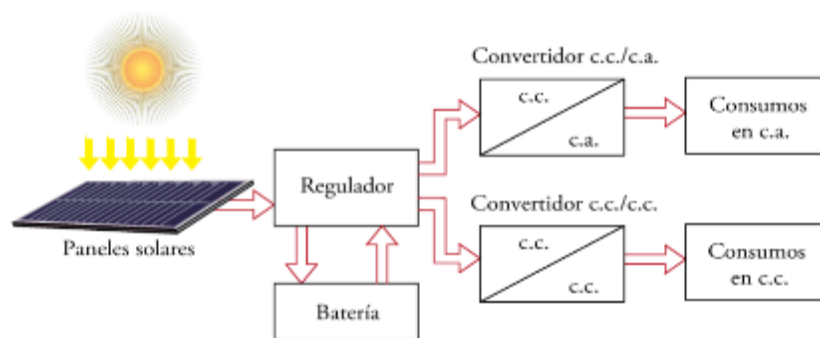 Convertidor c.c./c.a.
c.c.
c.a.
Consumos
en c.a.
Regulador
Paneles solares
Convertidor c.c./c.c.
c.c.
c.c.
Consumos
en c.c.
Batería